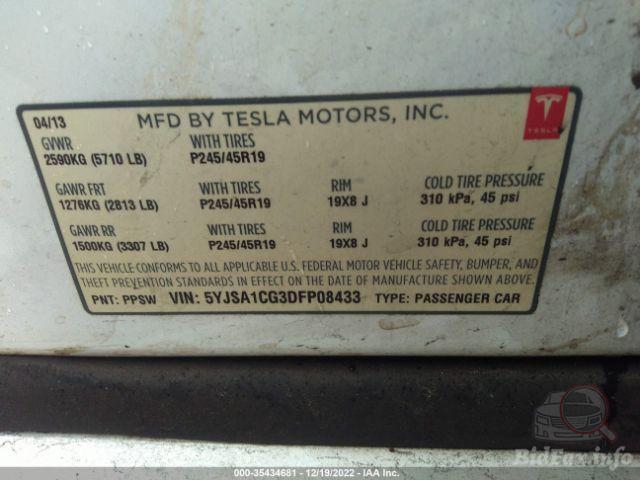 04/13 MFD BY TESLA MOTORS, INC.
TESLA
GVWR WITH TIRES
2590KG (5710 LB) P245/45R19
GAWR FRT WITH TIRES RIM COLD TIRE PRESSURE
1276KG (2813 LB) P245/45R19 19X8 J 310 kPa, 45 psi
GAWR RR WITH TIRES RIM COLD TIRE PRESSURE
1500KG (3307 LB) P245/45R19 19X8 J 310 kPa, 45 psi
THIS VEHICLE CONFORMS TO ALL U.S. FEDERAL MOTOR VEHICLE SAFETY, BUMPER, AND
THEFT PREVENTION STANDARDS IN EFFECT ON THE DATE OF MANUFACTURE SHOWN ABOVE.
PNT: PPSW VIN: 5YJSA1CG3DFP08433 TYPE: PASSENGER CAR
BidFax.info
000-35434681 - 12/19/2022 - IAA Inc.